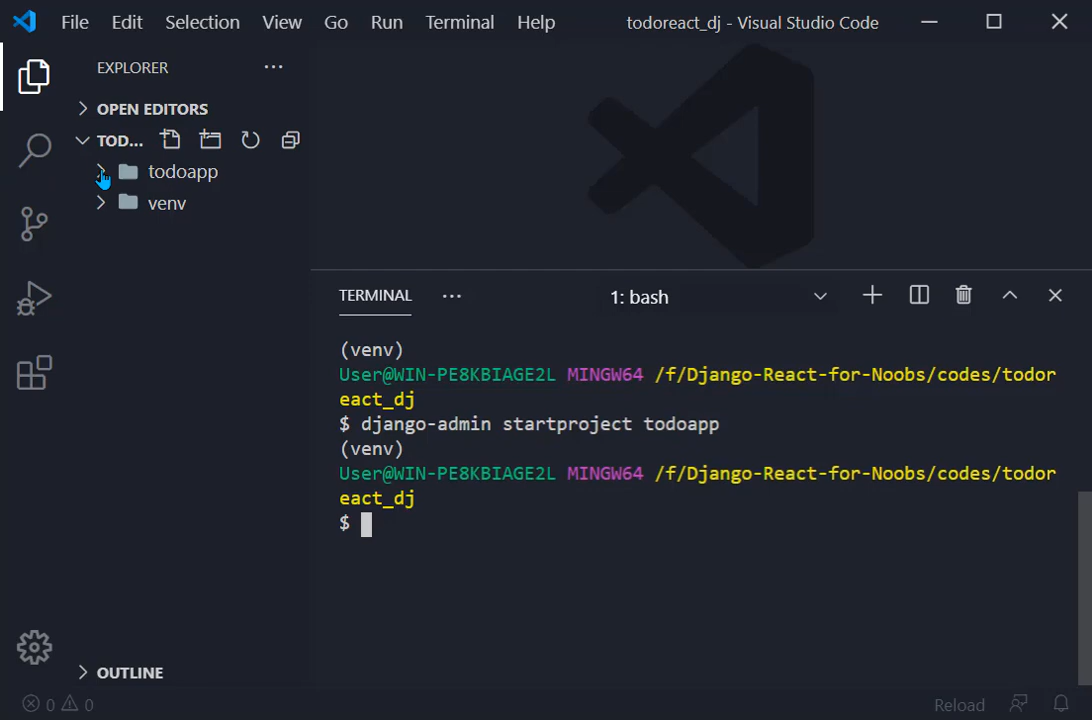 File Edit Selection View Go Run Terminal Help todoreact_dj - Visual Studio Code
EXPLORER
OPEN EDITORS
TOD...
todoapp
venv
TERMINAL
1: bash
(venv)
User@WIN-PE8KBIAGE2L MINGW64 /f/Django-React-for-Noobs/codes/todor
eact_dj
$ django-admin startproject todoapp
(venv)
User@WIN-PE8KBIAGE2L MINGW64 /f/Django-React-for-Noobs/codes/todor
eact_dj
$
OUTLINE
0 0 Reload